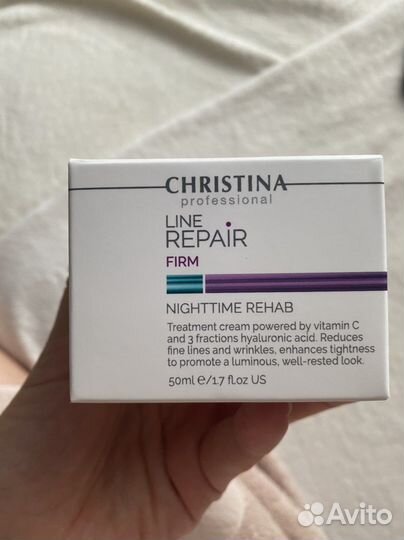 CHRISTINA
professional
LINE
REPAIR
FIRM
NIGHTTIME REHAB
Treatment cream powered by vitamin C
and 3 fractions hyaluronic acid. Reduces
fine lines and wrinkles, enhances tightness
to promote a luminous, well-rested look.
50ml e/1.7 fl.oz US
Avito